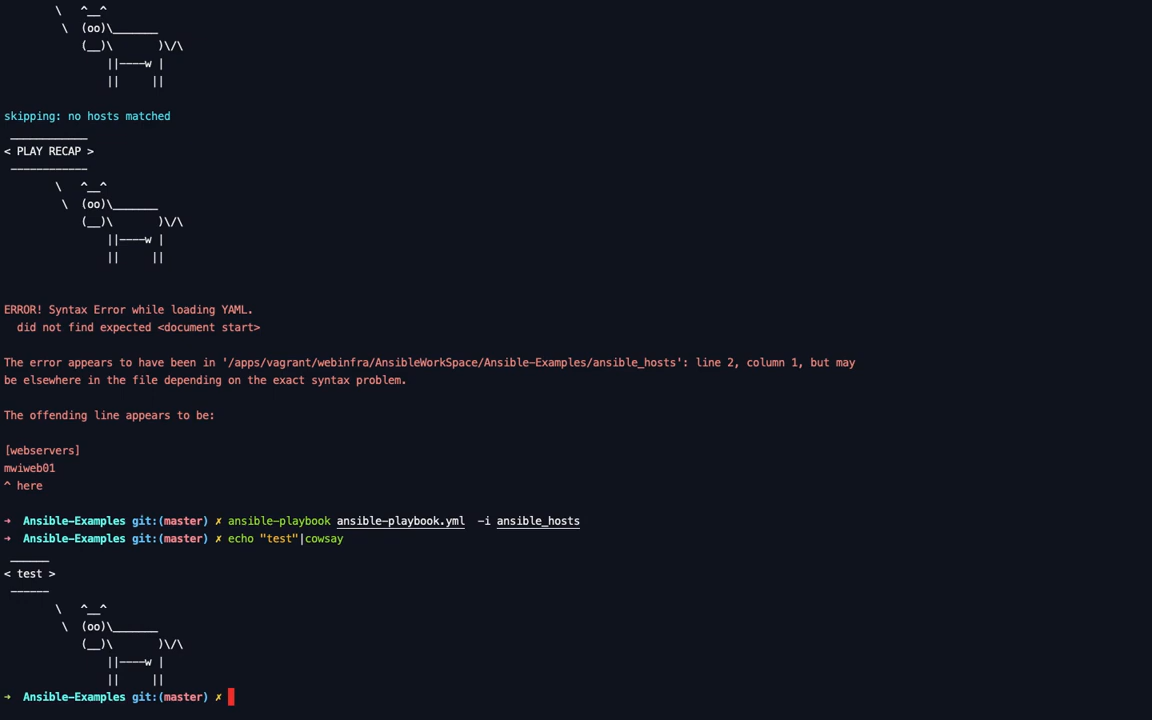 \   ^__^
         \  (oo)\_______
            (__)\       )\/\
                ||----w |
                ||     ||

skipping: no hosts matched
 ____________
< PLAY RECAP >
 ------------
        \   ^__^
         \  (oo)\_______
            (__)\       )\/\
                ||----w |
                ||     ||

ERROR! Syntax Error while loading YAML.
  did not find expected <document start>

The error appears to have been in '/apps/vagrant/webinfra/AnsibleWorkSpace/Ansible-Examples/ansible_hosts': line 2, column 1, but may
be elsewhere in the file depending on the exact syntax problem.

The offending line appears to be:

[webservers]
mwiweb01
^ here

➜  Ansible-Examples git:(master) ✗ ansible-playbook ansible-playbook.yml  -i ansible_hosts
➜  Ansible-Examples git:(master) ✗ echo "test"|cowsay
 ______
< test >
 ------
        \   ^__^
         \  (oo)\_______
            (__)\       )\/\
                ||----w |
                ||     ||
➜  Ansible-Examples git:(master) ✗